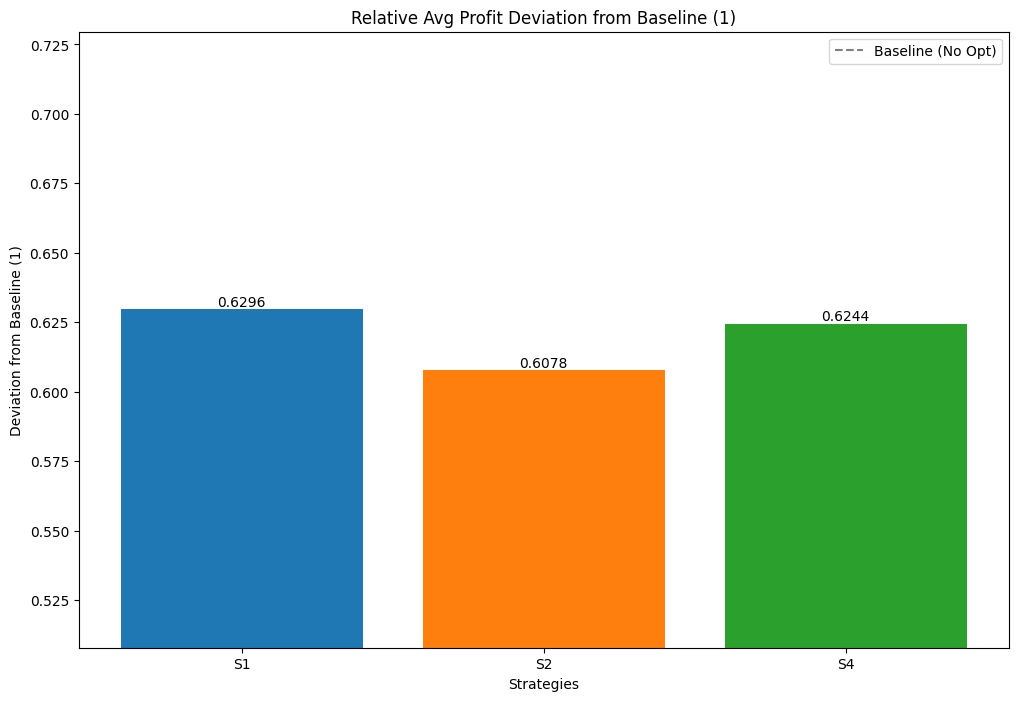 Relative Avg Profit Deviation from Baseline (1)
Baseline (No Opt)
0.725
0.700
0.675
0.650
0.625
0.600
0.575
0.550
0.525
Deviation from Baseline (1)
0.6296
0.6078
0.6244
S1
S2
S4
Strategies